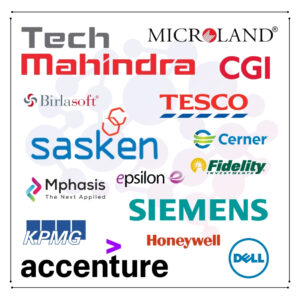 Tech
Mahindra
MICROLAND®
CGI
Birlasoft
TESCO
sasken
Cerner
Fidelity
INVESTMENTS
Mphasis
The Next Applied
epsilon e
SIEMENS
KPMG
Honeywell
accenture
DELL